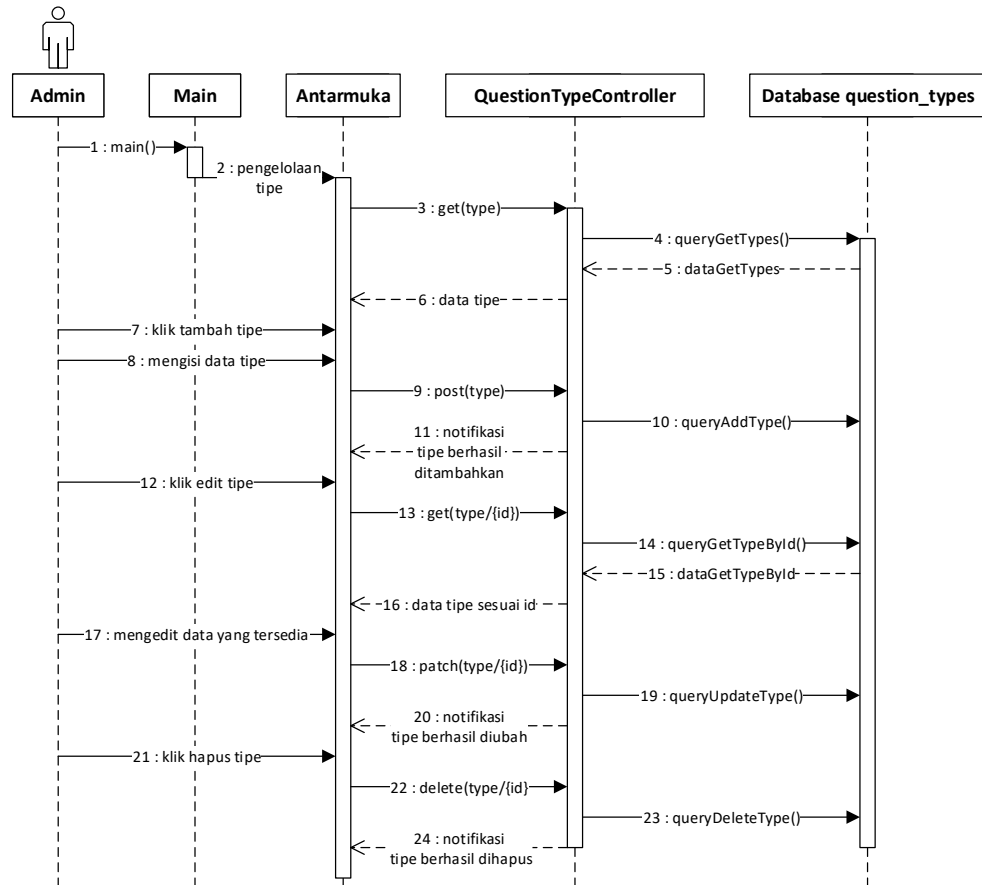 Admin
Main
Antarmuka
QuestionTypeController
Database question_types
1 : main()
2 : pengelolaan
tipe
3 : get(type)
4 : queryGetTypes()
5 : dataGetTypes
6 : data tipe
7 : klik tambah tipe
8 : mengisi data tipe
9 : post(type)
10 : queryAddType()
11 : notifikasi
tipe berhasil
ditambahkan
12 : klik edit tipe
13 : get(type/{id})
14 : queryGetTypeById()
15 : dataGetTypeById
16 : data tipe sesuai id
17 : mengedit data yang tersedia
18 : patch(type/{id})
19 : queryUpdateType()
20 : notifikasi
tipe berhasil diubah
21 : klik hapus tipe
22 : delete(type/{id}
23 : queryDeleteType()
24 : notifikasi
tipe berhasil dihapus